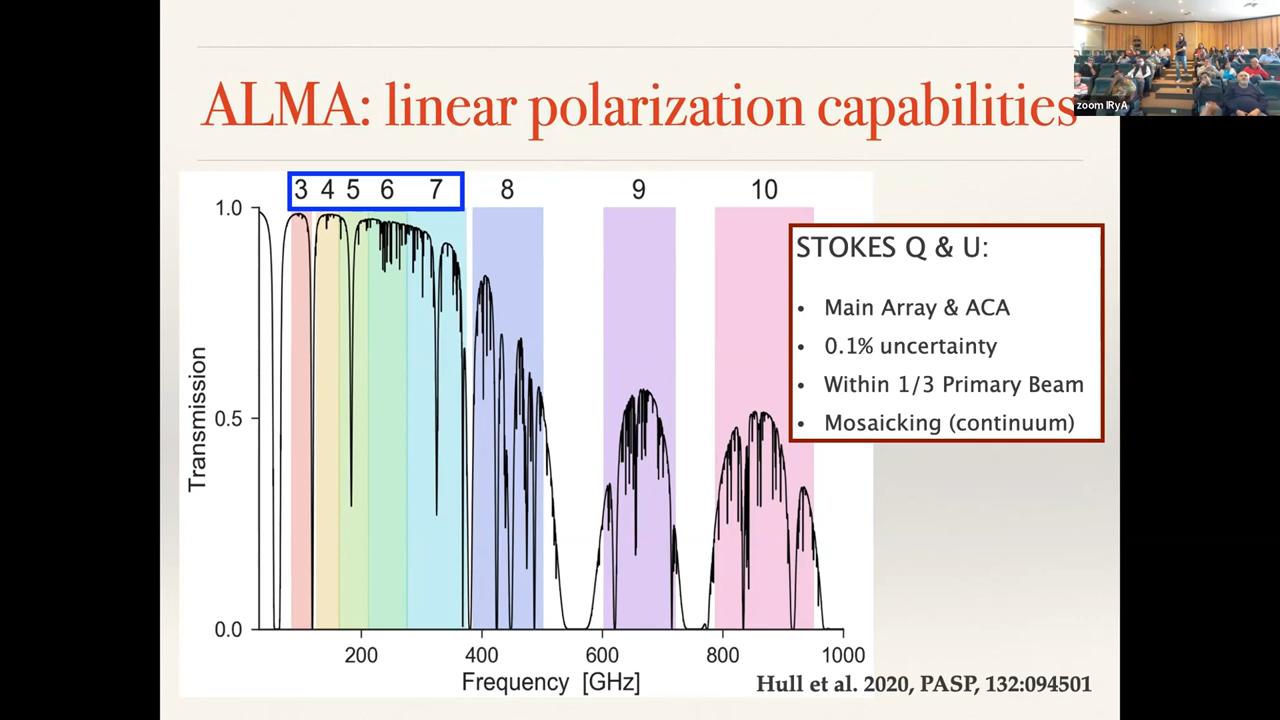 ALMA: linear polarization capabilities
zoom IRyA
3 4 5 6 7 8 9 10
1.0
0.5
0.0
Transmission
200 400 600 800 1000
Frequency [GHz]
STOKES Q & U:
• Main Array & ACA
• 0.1% uncertainty
• Within 1/3 Primary Beam
• Mosaicking (continuum)
Hull et al. 2020, PASP, 132:094501